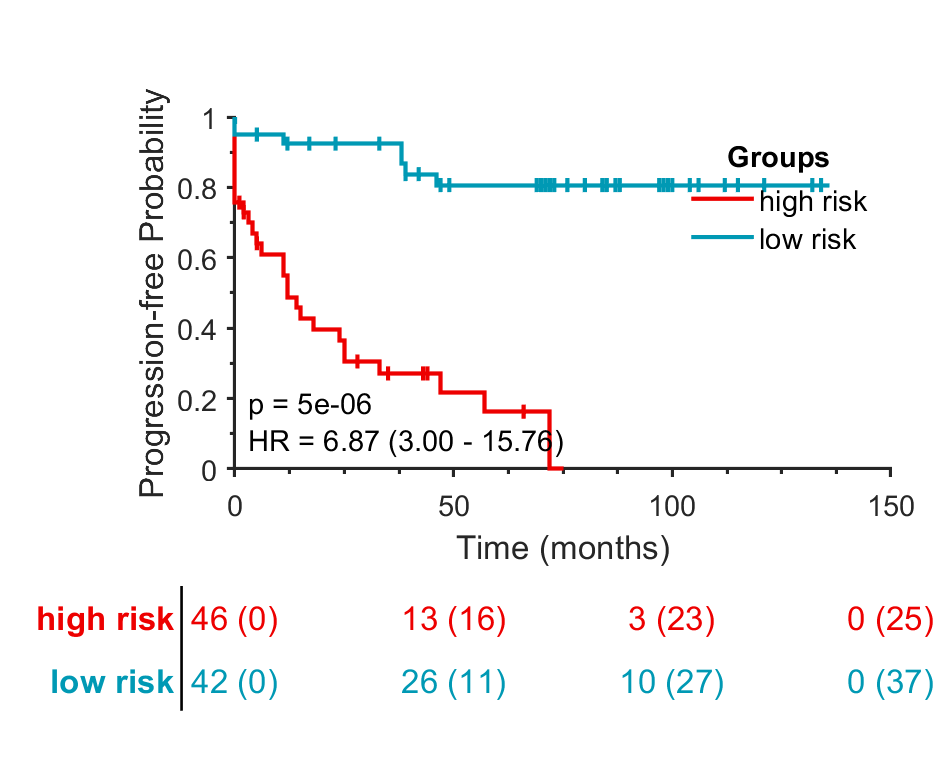 Progression-free Probability
1
0.8
0.6
0.4
0.2
0
Groups
high risk
low risk
p = 5e-06
HR = 6.87 (3.00 - 15.76)
0 50 100 150
Time (months)
high risk 46 (0) 13 (16) 3 (23) 0 (25)
low risk 42 (0) 26 (11) 10 (27) 0 (37)